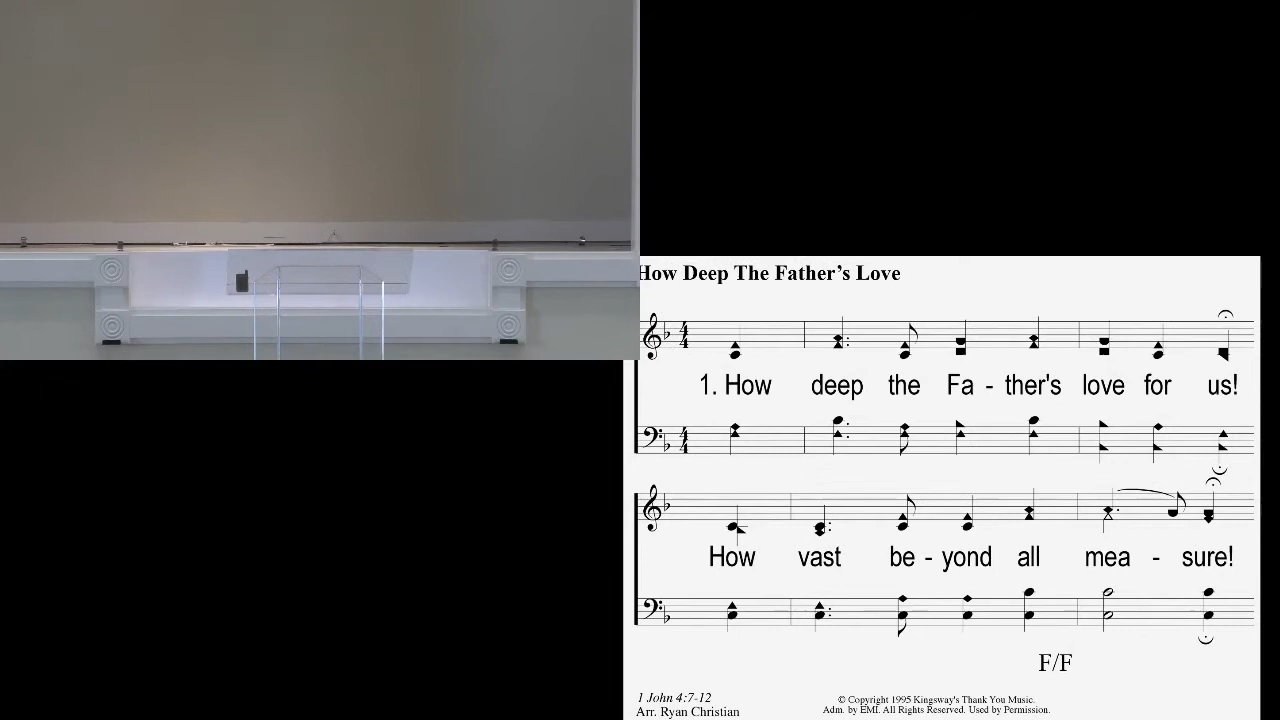 How Deep The Father's Love
1. How deep the Fa - ther's love for us!
How vast be - yond all mea - sure!
F/F
1 John 4:7-12
Arr. Ryan Christian
© Copyright 1995 Kingsway's Thank You Music.
Adm. by EMI. All Rights Reserved. Used by Permission.